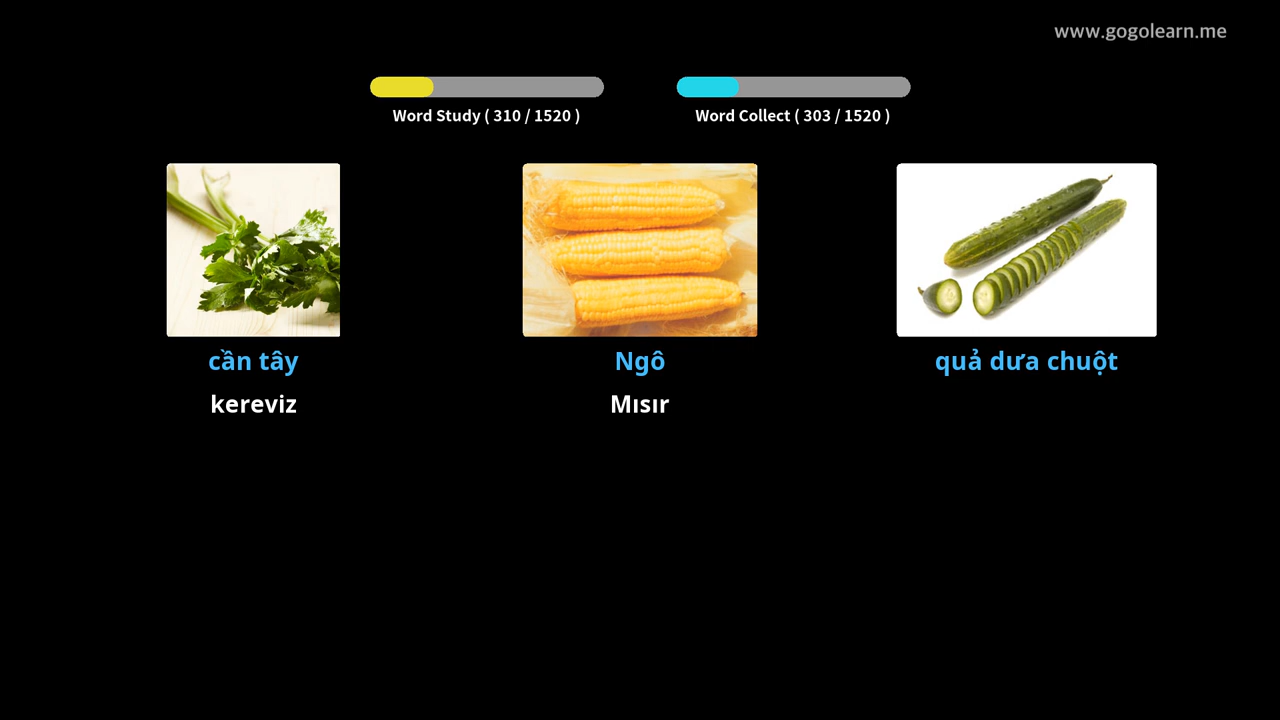 www.gogolearn.me
Word Study ( 310 / 1520 )
Word Collect ( 303 / 1520 )
cần tây
kereviz
Ngô
Mısır
quả dưa chuột